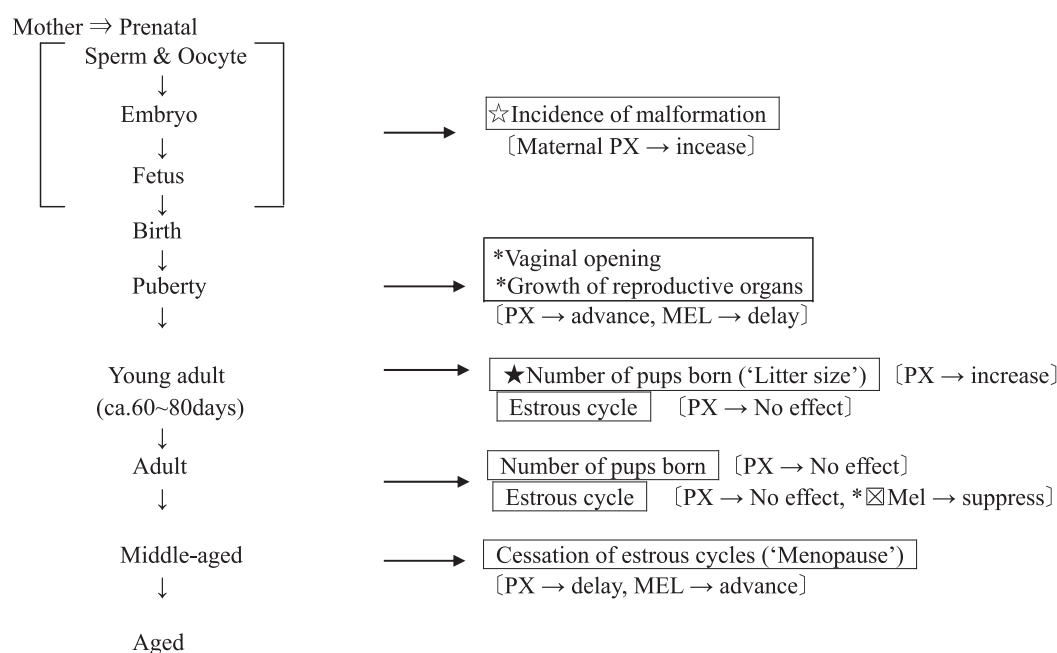 Mother ⇒ Prenatal
Sperm & Oocyte
↓
Embryo
☆Incidence of malformation
↓
〔Maternal PX → incease〕
Fetus
↓
Birth
↓
*Vaginal opening
Puberty
*Growth of reproductive organs
↓
〔PX → advance, MEL → delay〕
Young adult
★Number of pups born (‘Litter size’) 〔PX → increase〕
(ca.60~80days)
Estrous cycle 〔PX → No effect〕
↓
Adult
Number of pups born 〔PX → No effect〕
↓
Estrous cycle 〔PX → No effect, *☒Mel → suppress〕
Middle-aged
Cessation of estrous cycles (‘Menopause’)
↓
〔PX → delay, MEL → advance〕
Aged